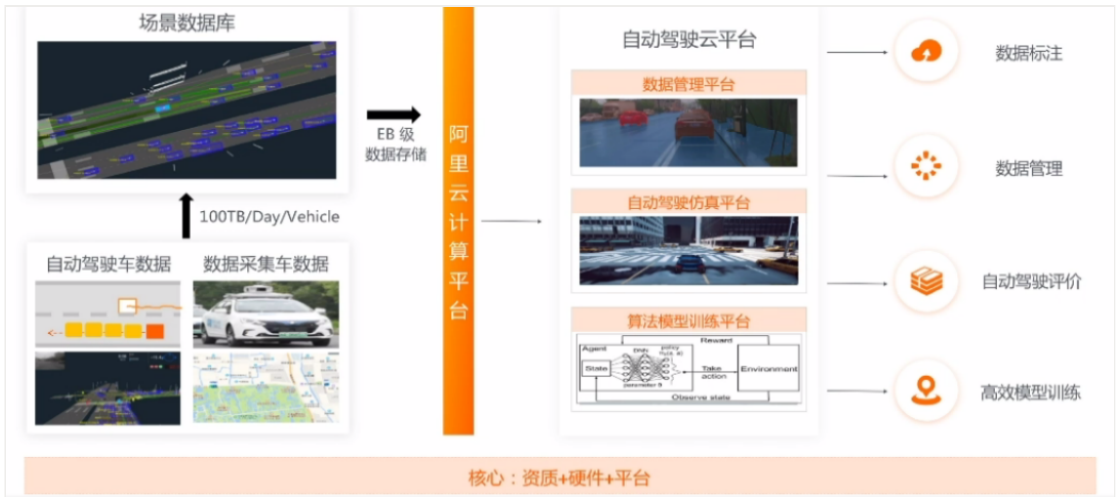 场景数据库
EB 级
数据存储
100TB/Day/Vehicle
自动驾驶车数据
数据采集车数据
阿里云计算平台
自动驾驶云平台
数据管理平台
自动驾驶仿真平台
算法模型训练平台
Reward
Agent
DNN
policy
State
Take
action
Environment
parameter θ
Observe state
数据标注
数据管理
自动驾驶评价
高效模型训练
核心：资质+硬件+平台